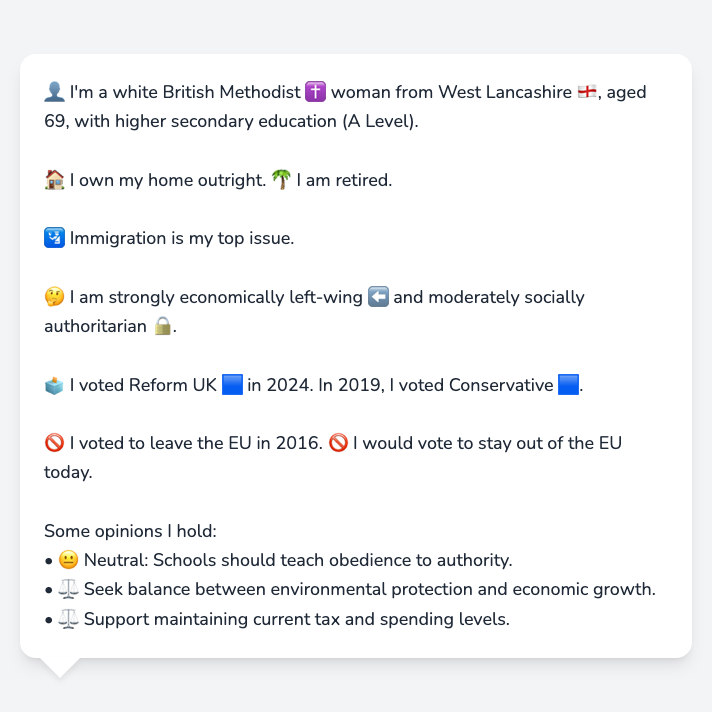 👤 I'm a white British Methodist ✝️ woman from West Lancashire 🏴󠁧󠁢󠁥󠁮󠁧󠁿, aged
69, with higher secondary education (A Level).
🏠 I own my home outright. 🌴 I am retired.
🛂 Immigration is my top issue.
🤔 I am strongly economically left-wing ⬅️ and moderately socially
authoritarian 🔒.
🗳️ I voted Reform UK 🟦 in 2024. In 2019, I voted Conservative 🟦.
🚫 I voted to leave the EU in 2016. 🚫 I would vote to stay out of the EU
today.
Some opinions I hold:
• 😐 Neutral: Schools should teach obedience to authority.
• ⚖️ Seek balance between environmental protection and economic growth.
• ⚖️ Support maintaining current tax and spending levels.